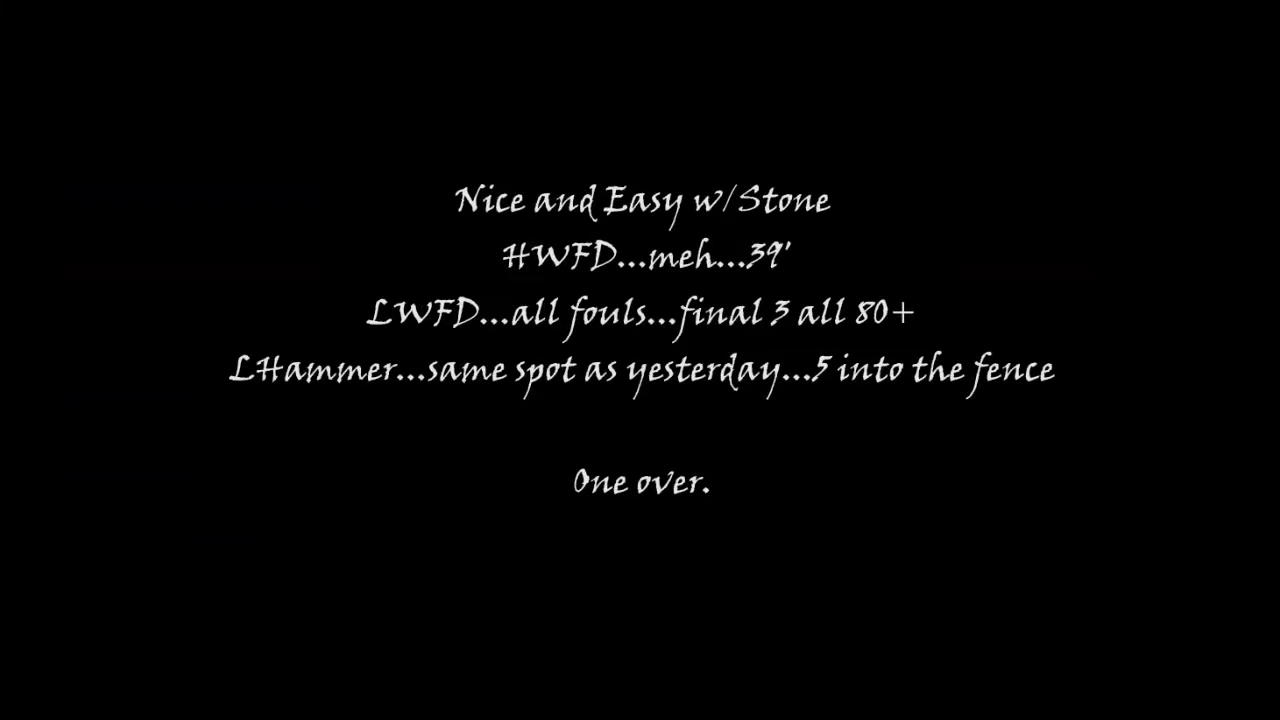 Nice and Easy w/Stone
HWFD...meh...39'
LWFD...all fouls...final 3 all 80+
LHammer...same spot as yesterday...5 into the fence
One over.